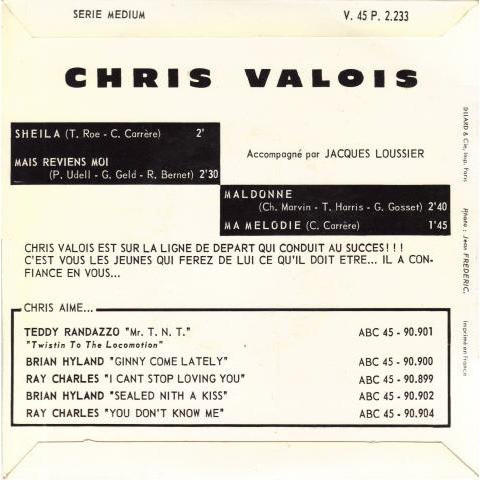 SERIE MEDIUM
V. 45 P. 2.233
CHRIS VALOIS
SHEILA (T. Roe - C. Carrère) 2'
MAIS REVIENS MOI
(P. Udell - G. Geld - R. Bernet) 2'30
Accompagné par JACQUES LOUSSIER
MALDONNE
(Ch. Marvin - T. Harris - G. Gosset) 2'40
MA MELODIE (C. Carrère) 1'45
CHRIS VALOIS EST SUR LA LIGNE DE DEPART QUI CONDUIT AU SUCCES!!!
C'EST VOUS LES JEUNES QUI FEREZ DE LUI CE QU'IL DOIT ETRE... IL A CON-
FIANCE EN VOUS...
CHRIS AIME...
TEDDY RANDAZZO "Mr. T. N. T." ABC 45 - 90.901
"Twistin To The Locomotion"
BRIAN HYLAND "GINNY COME LATELY" ABC 45 - 90.900
RAY CHARLES "I CANT STOP LOVING YOU" ABC 45 - 90.899
BRIAN HYLAND "SEALED NITH A KISS" ABC 45 - 90.902
RAY CHARLES "YOU DON'T KNOW ME" ABC 45 - 90.904
DILLARD & Cie, Imp. Paris
Photo : Jean FREDERIC.
Imprimé en France